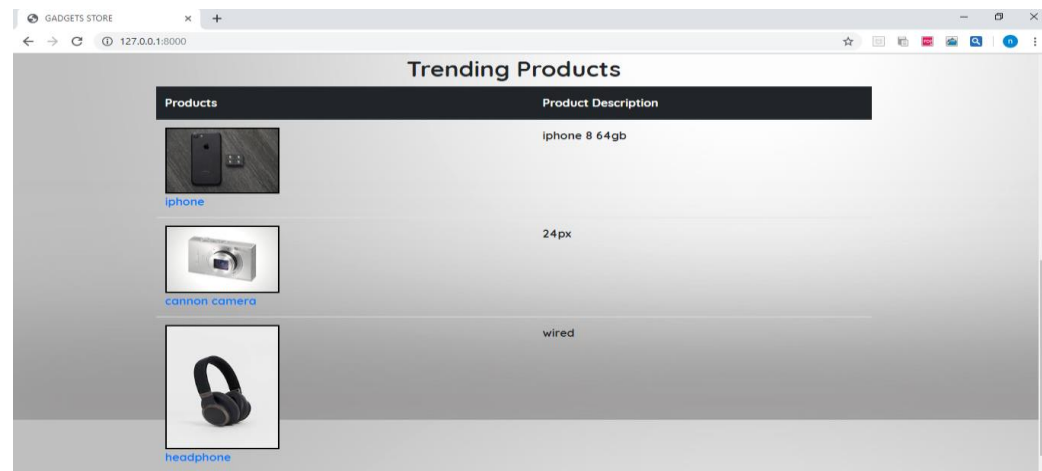 GADGETS STORE
127.0.0.1:8000
n
Trending Products
Products Product Description
iphone 8 64gb
iphone
24px
cannon camera
wired
headphone